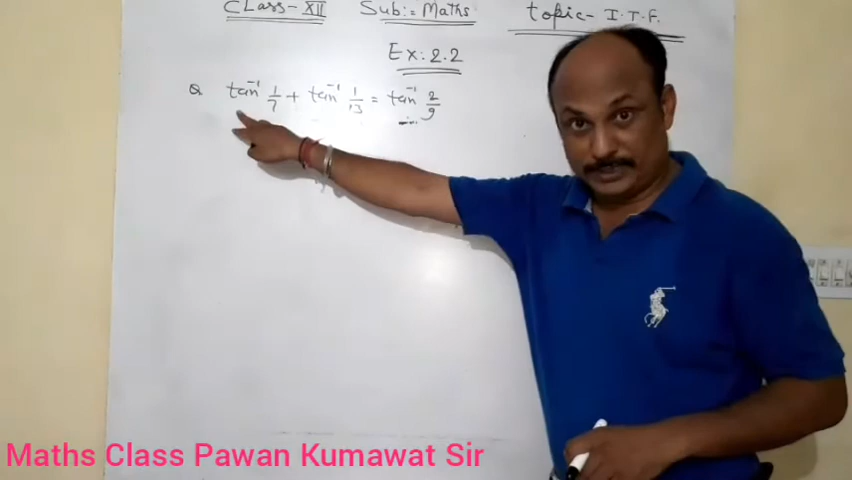 CLass-XII Sub:= Maths topic- I.T.F.
Ex: 2.2
Q. tan⁻¹ 1/7 + tan⁻¹ 1/13 = tan⁻¹ 2/9
Maths Class Pawan Kumawat Sir